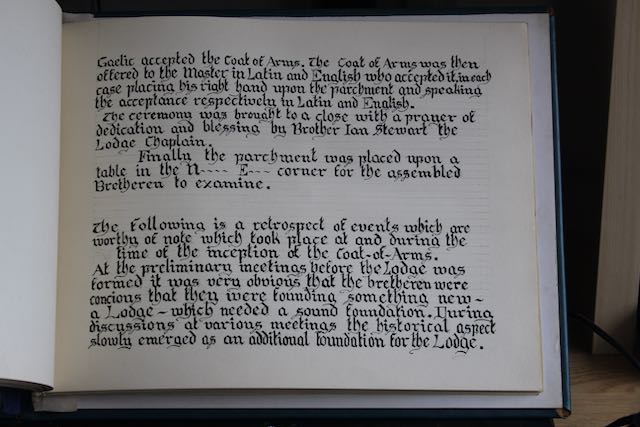 Gaelic accepted the Coat of Arms. The Coat of Arms was then
offered to the Master in Latin and English who accepted it, in each
case placing his right hand upon the parchment and speaking
the acceptance respectively in Latin and English.
The ceremony was brought to a close with a prayer of
dedication and blessing by Brother Ian Stewart the
Lodge Chaplain.
Finally the parchment was placed upon a
table in the N---- E--- corner for the assembled
Bretheren to examine.
The following is a retrospect of events which are
worthy of note which took place at and during the
time of the inception of the Coat-of-Arms.
At the preliminary meetings before the Lodge was
formed it was very obvious that the bretheren were
concious that they were founding something new -
a Lodge - which needed a sound foundation. During
discussions at various meetings the historical aspect
slowly emerged as an additional foundation for the Lodge.